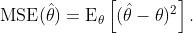 MSE(θ̂) = E_θ [(θ̂ − θ)²].